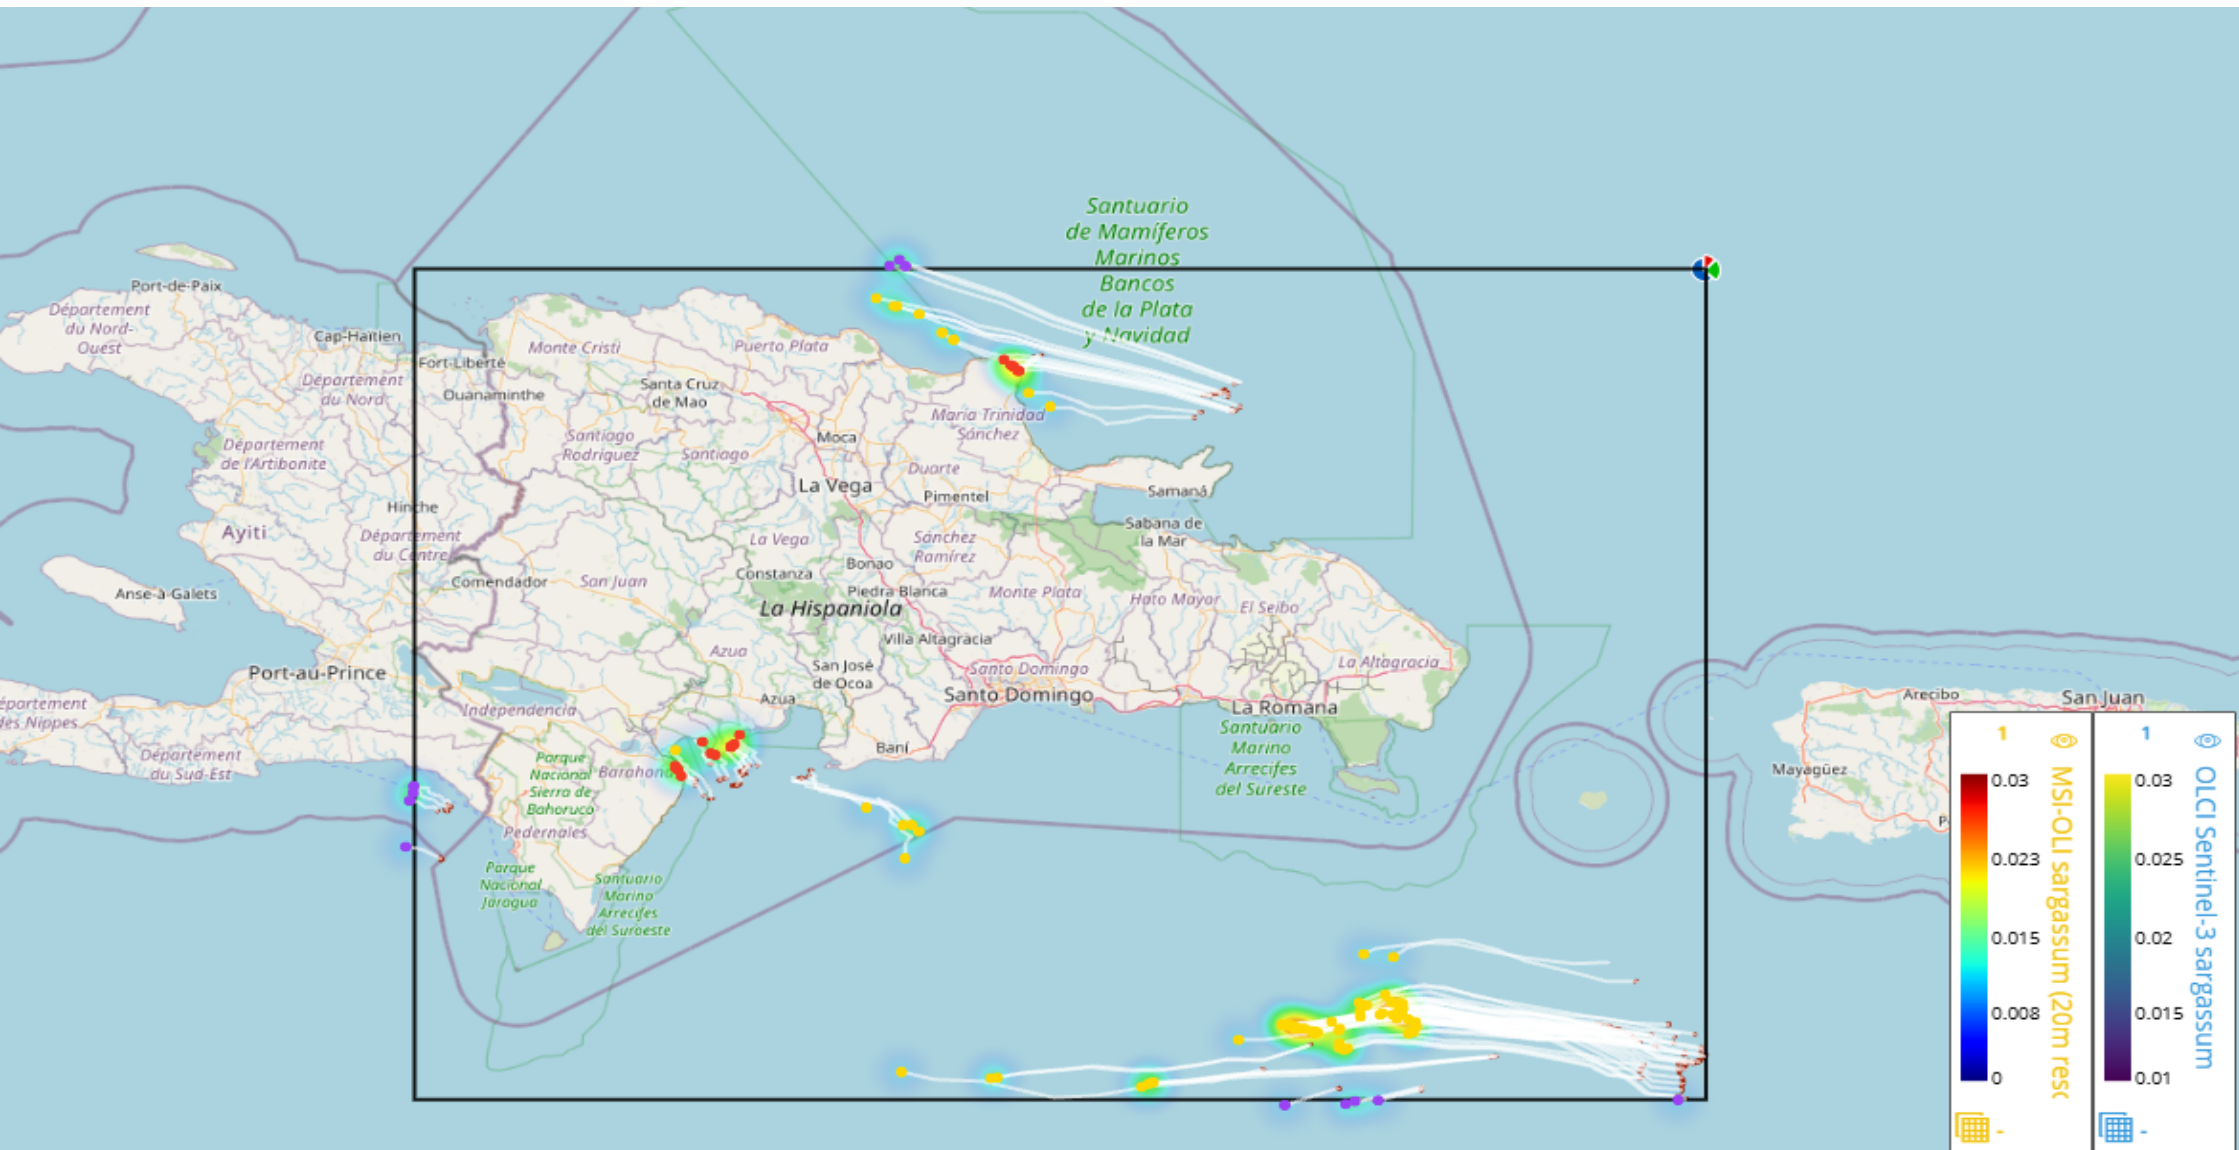 Santuario
de Mamíferos
Marinos
Bancos
de la Plata
y Navidad
Port-de-Paix
Département
du Nord-
Ouest
Cap-Haïtien
Fort-Liberté
Ouanaminthe
Département
du Nord
Monte Cristi
Puerto Plata
Santa Cruz
de Mao
María Trinidad
Sánchez
Santiago
Rodríguez
Moca
Santiago
Département
de l'Artibonite
Duarte
La Vega
Pimentel
Samaná
Hinche
Ayiti
Département
du Centre
La Vega
Sánchez
Ramírez
Sabana de
la Mar
Comendador
San Juan
Constanza
Bonao
Piedra Blanca
Anse-à-Galets
La Hispaniola
Monte Plata
Hato Mayor
El Seibo
Villa Altagracia
Port-au-Prince
Azua
San José
de Ocoa
Santo Domingo
La Altagracia
Azua
Santo Domingo
La Romana
Arecibo
San Juan
épartement
des Nippes
Independencia
Santuario
Marino
Arrecifes
del Sureste
Département
du Sud-Est
Parque
Nacional
Sierra de
Bahoruco
Barahona
Baní
Mayagüez
P
Pedernales
Parque
Nacional
Jaragua
Santuario
Marino
Arrecifes
del Suroeste
1
0.03
0.023
0.015
0.008
0
MSI-OLI sargassum (20m resc
-
1
0.03
0.025
0.02
0.015
0.01
OLCI Sentinel-3 sargassum
-